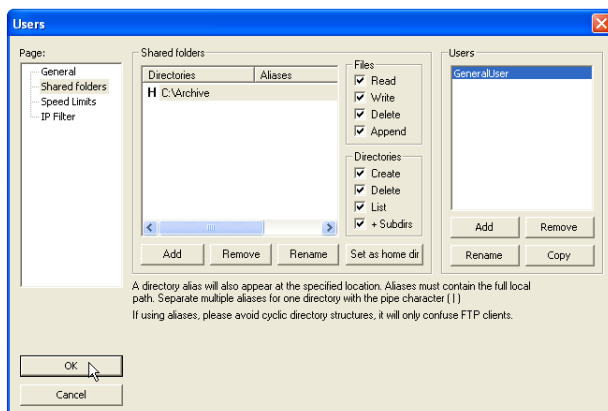 Users
Page:
General
Shared folders
Speed Limits
IP Filter
Shared folders
Directories Aliases
H C:\Archive
Files
Read
Write
Delete
Append
Directories
Create
Delete
List
+ Subdirs
Add Remove Rename Set as home dir
Users
GeneralUser
Add Remove
Rename Copy
A directory alias will also appear at the specified location. Aliases must contain the full local
path. Separate multiple aliases for one directory with the pipe character ( | )
If using aliases, please avoid cyclic directory structures, it will only confuse FTP clients.
OK
Cancel